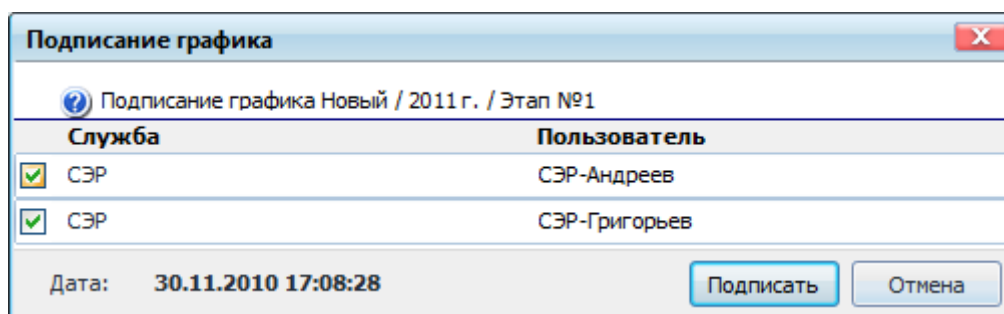 Подписание графика
Подписание графика Новый / 2011 г. / Этап №1
Служба Пользователь
СЭР СЭР-Андреев
СЭР СЭР-Григорьев
Дата: 30.11.2010 17:08:28 Подписать Отмена